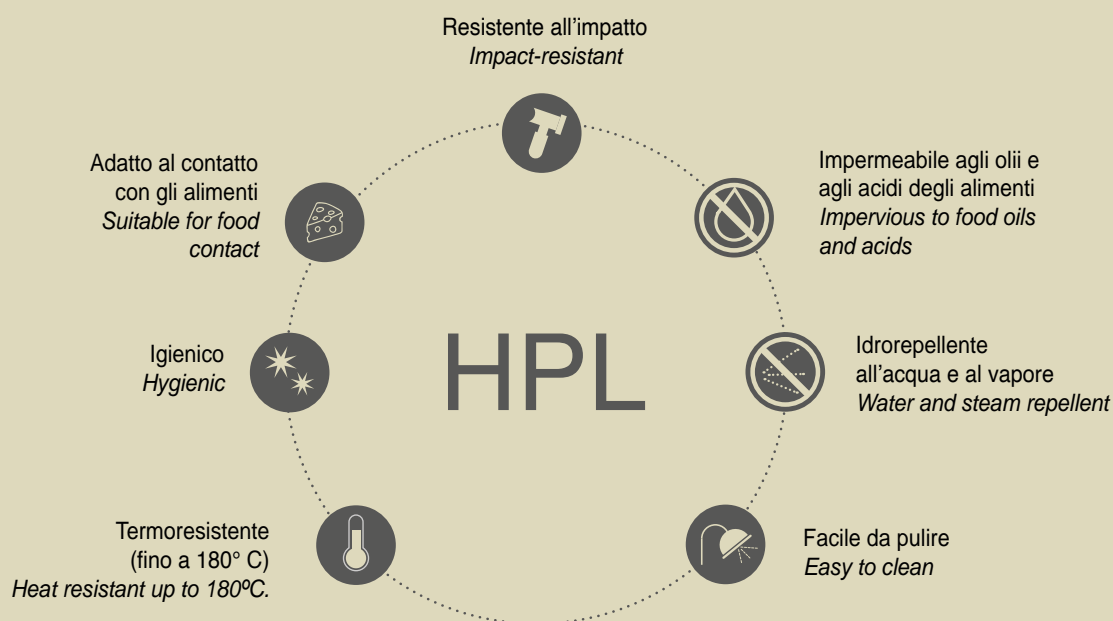 Resistente all’impatto
Impact-resistant
Adatto al contatto
con gli alimenti
Suitable for food
contact
Impermeabile agli olii e
agli acidi degli alimenti
Impervious to food oils
and acids
HPL
Igienico
Hygienic
Idrorepellente
all’acqua e al vapore
Water and steam repellent
Termoresistente
(fino a 180° C)
Heat resistant up to 180ºC.
Facile da pulire
Easy to clean